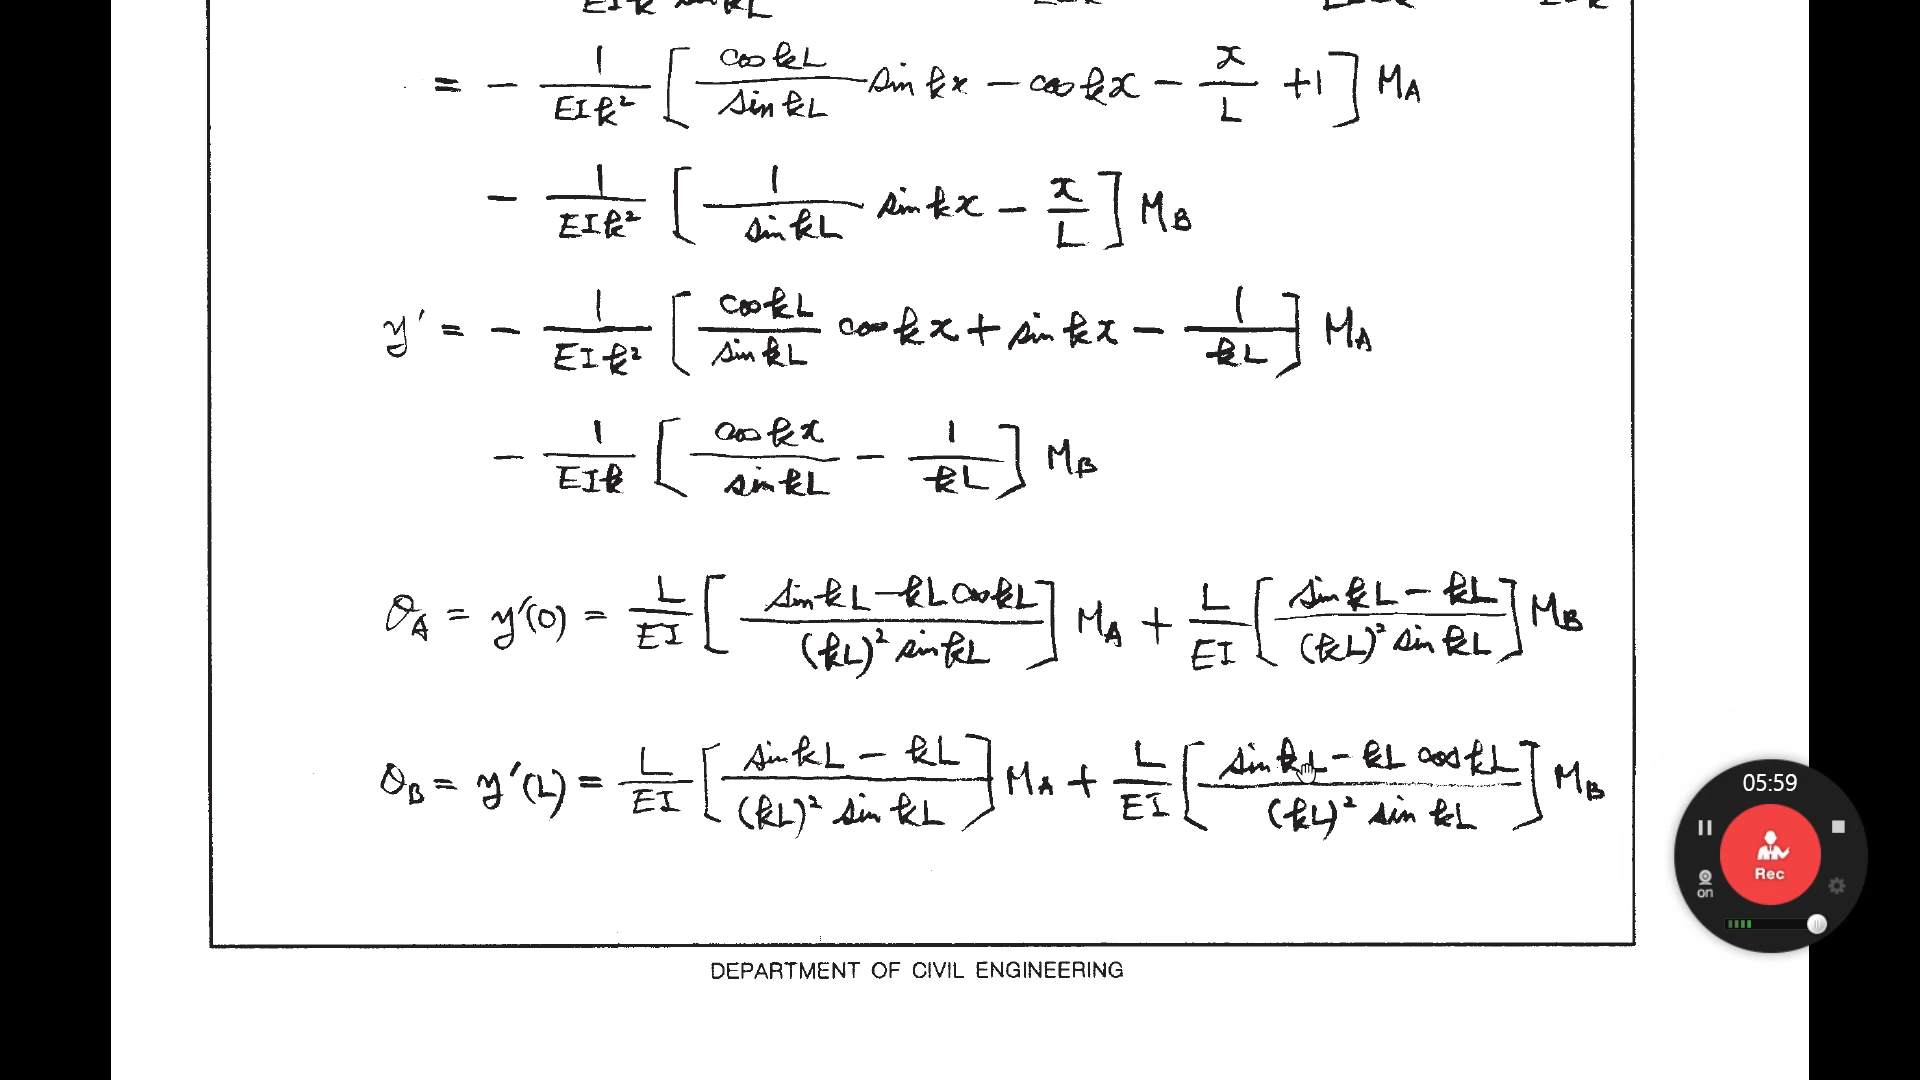 = - 1/EIk² [ cos kL / sin kL sin kx - cos kx - x/L + 1 ] M_A
- 1/EIk² [ 1/sin kL sin kx - x/L ] M_B
y' = - 1/EIk² [ cos kL / sin kL cos kx + sin kx - 1/kL ] M_A
- 1/EIk [ cos kx / sin kL - 1/kL ] M_B
θ_A = y'(0) = L/EI [ sin kL - kL cos kL / (kL)² sin kL ] M_A + L/EI [ sin kL - kL / (kL)² sin kL ] M_B
θ_B = y'(L) = L/EI [ sin kL - kL / (kL)² sin kL ] M_A + L/EI [ sin kL - kL cos kL / (kL)² sin kL ] M_B
05:59
Rec
on
DEPARTMENT OF CIVIL ENGINEERING